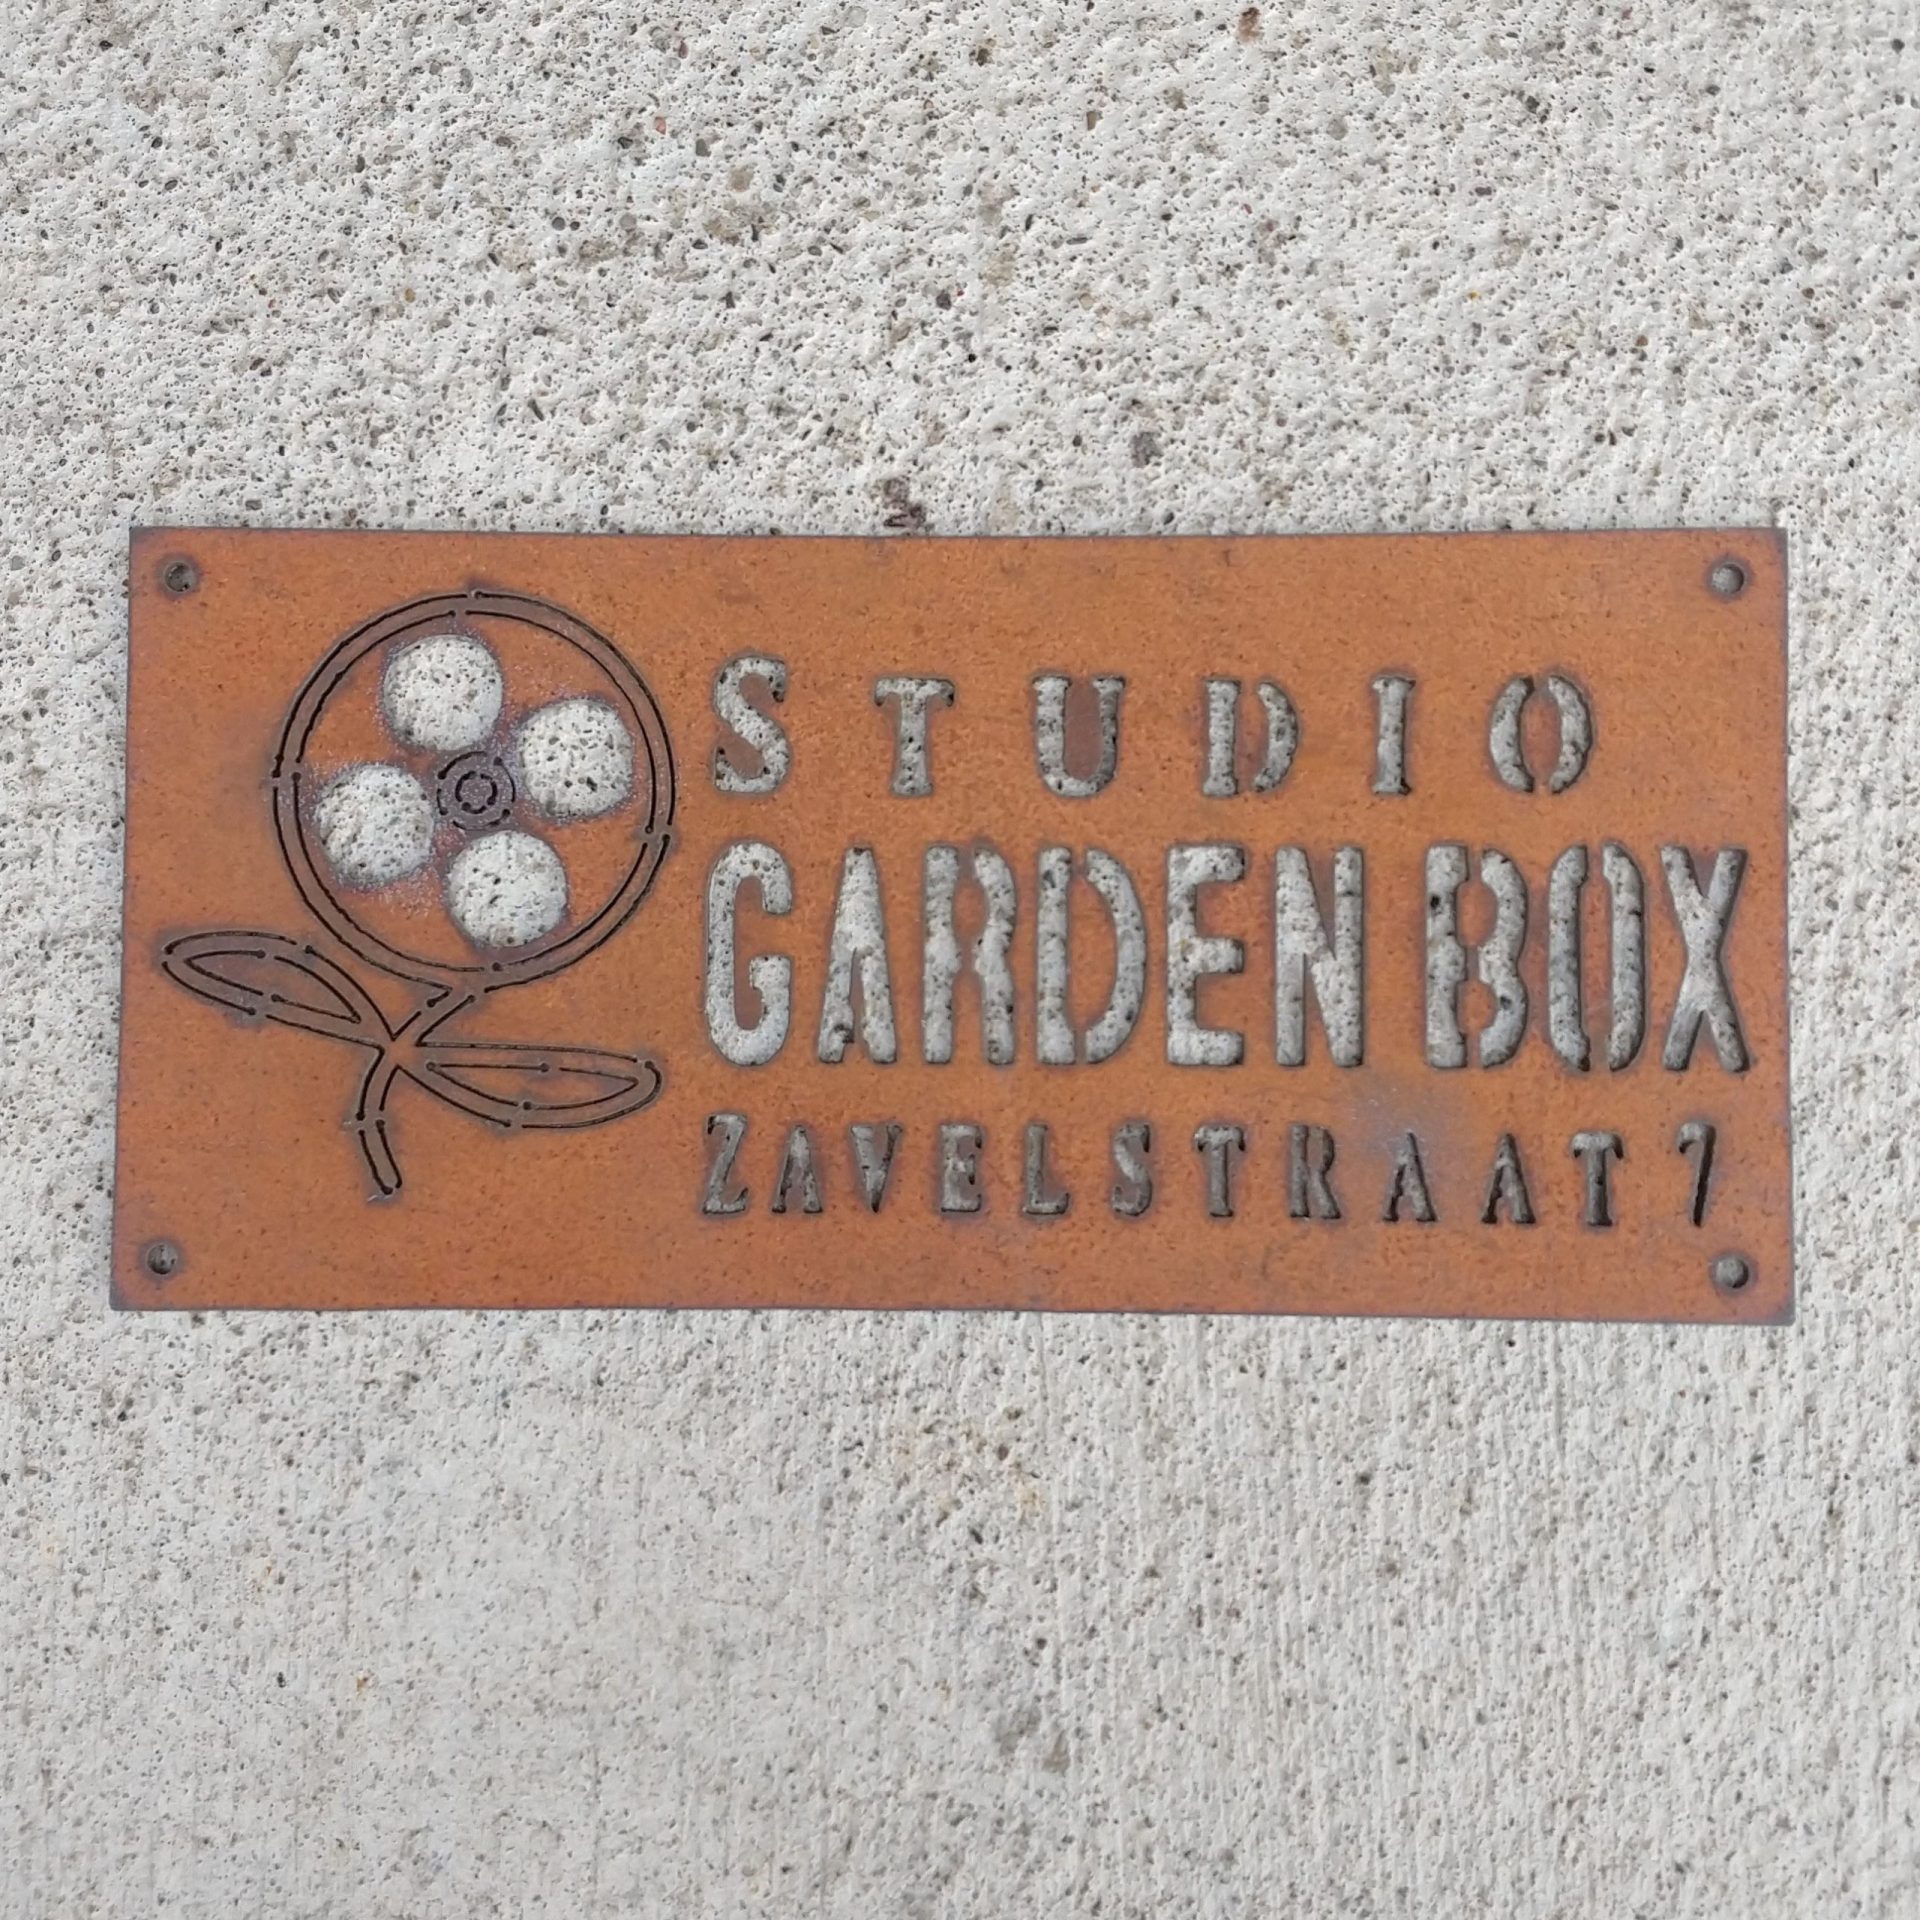 STUDIO
GARDEN BOX
ZAVELSTRAAT 7